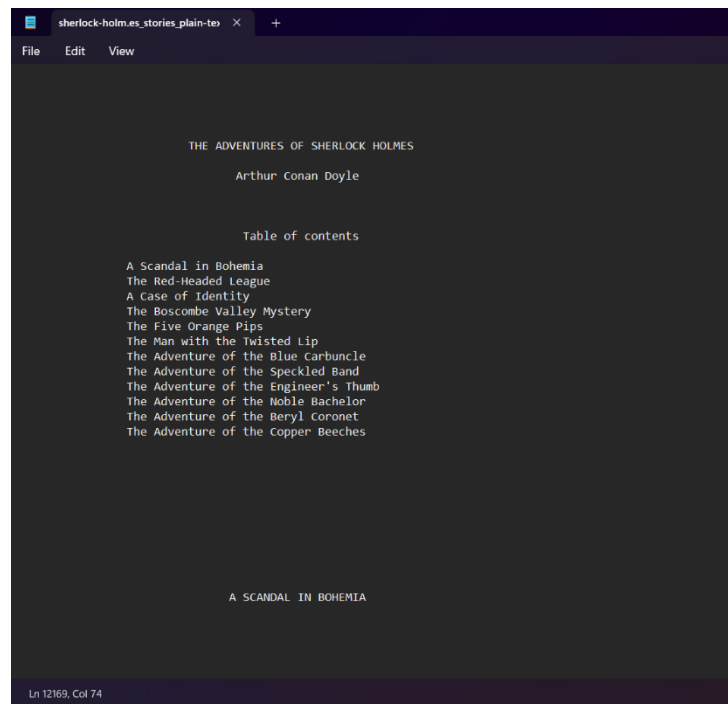 sherlock-holm.es_stories_plain-te
File Edit View
THE ADVENTURES OF SHERLOCK HOLMES
Arthur Conan Doyle
Table of contents
A Scandal in Bohemia
The Red-Headed League
A Case of Identity
The Boscombe Valley Mystery
The Five Orange Pips
The Man with the Twisted Lip
The Adventure of the Blue Carbuncle
The Adventure of the Speckled Band
The Adventure of the Engineer's Thumb
The Adventure of the Noble Bachelor
The Adventure of the Beryl Coronet
The Adventure of the Copper Beeches
A SCANDAL IN BOHEMIA
Ln 12169, Col 74